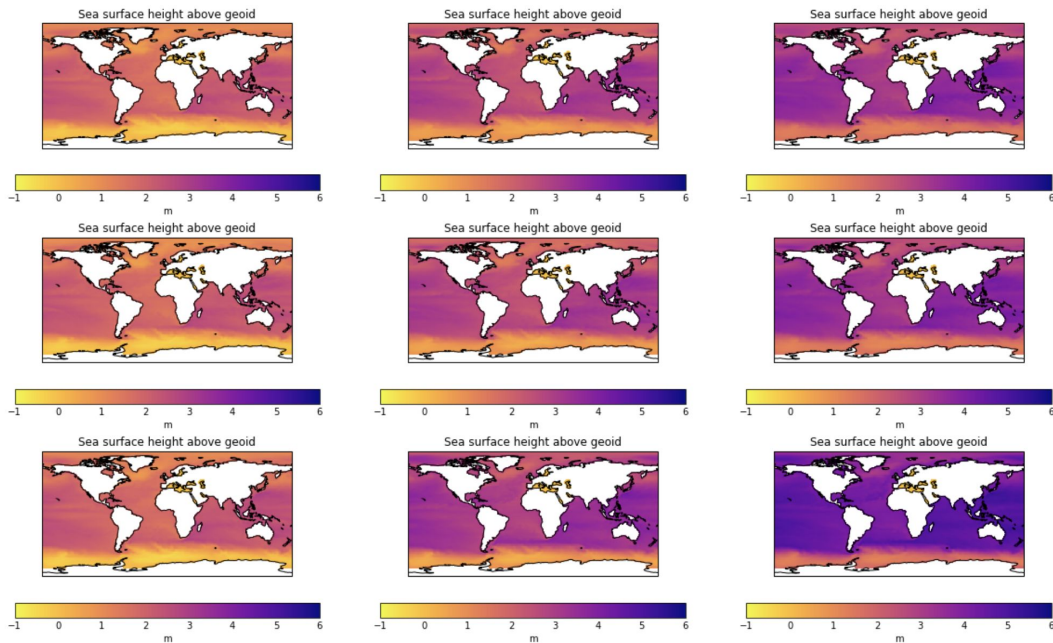 Sea surface height above geoid Sea surface height above geoid Sea surface height above geoid
−1 0 1 2 3 4 5 6 −1 0 1 2 3 4 5 6 −1 0 1 2 3 4 5 6
m m m
Sea surface height above geoid Sea surface height above geoid Sea surface height above geoid
−1 0 1 2 3 4 5 6 −1 0 1 2 3 4 5 6 −1 0 1 2 3 4 5 6
m m m
Sea surface height above geoid Sea surface height above geoid Sea surface height above geoid
−1 0 1 2 3 4 5 6 −1 0 1 2 3 4 5 6 −1 0 1 2 3 4 5 6
m m m